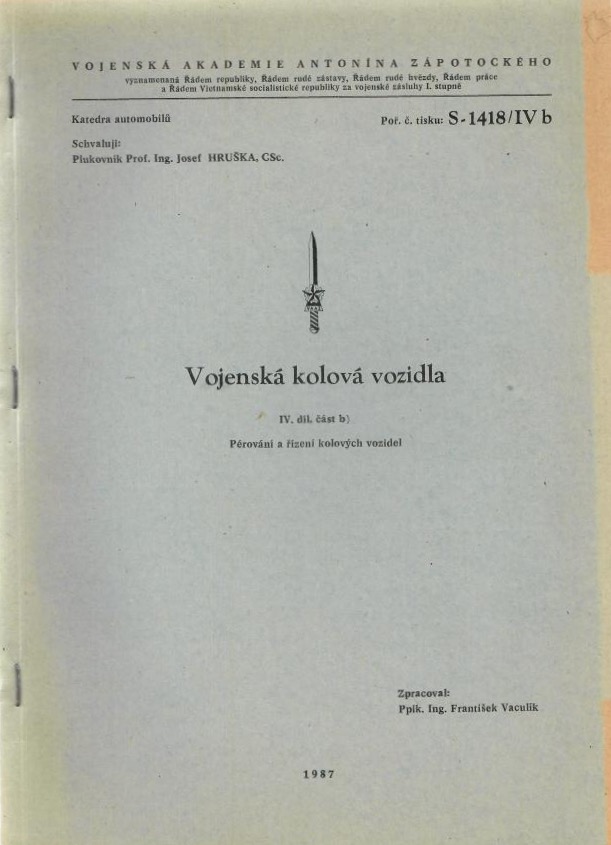 VOJENSKÁ AKADEMIE ANTONÍNA ZÁPOTOCKÉHO
vyznamenaná Řádem republiky, Řádem rudé zástavy, Řádem rudé hvězdy, Řádem práce
a Řádem Vietnamské socialistické republiky za vojenské zásluhy I. stupně
Katedra automobilů
Poř. č. tisku: S-1418/IV b
Schvaluji:
Plukovník Prof. Ing. Josef HRUŠKA, CSc.
Vojenská kolová vozidla
IV. díl, část b)
Pérování a řízení kolových vozidel
Zpracoval:
Pplk. Ing. František Vaculík
1987